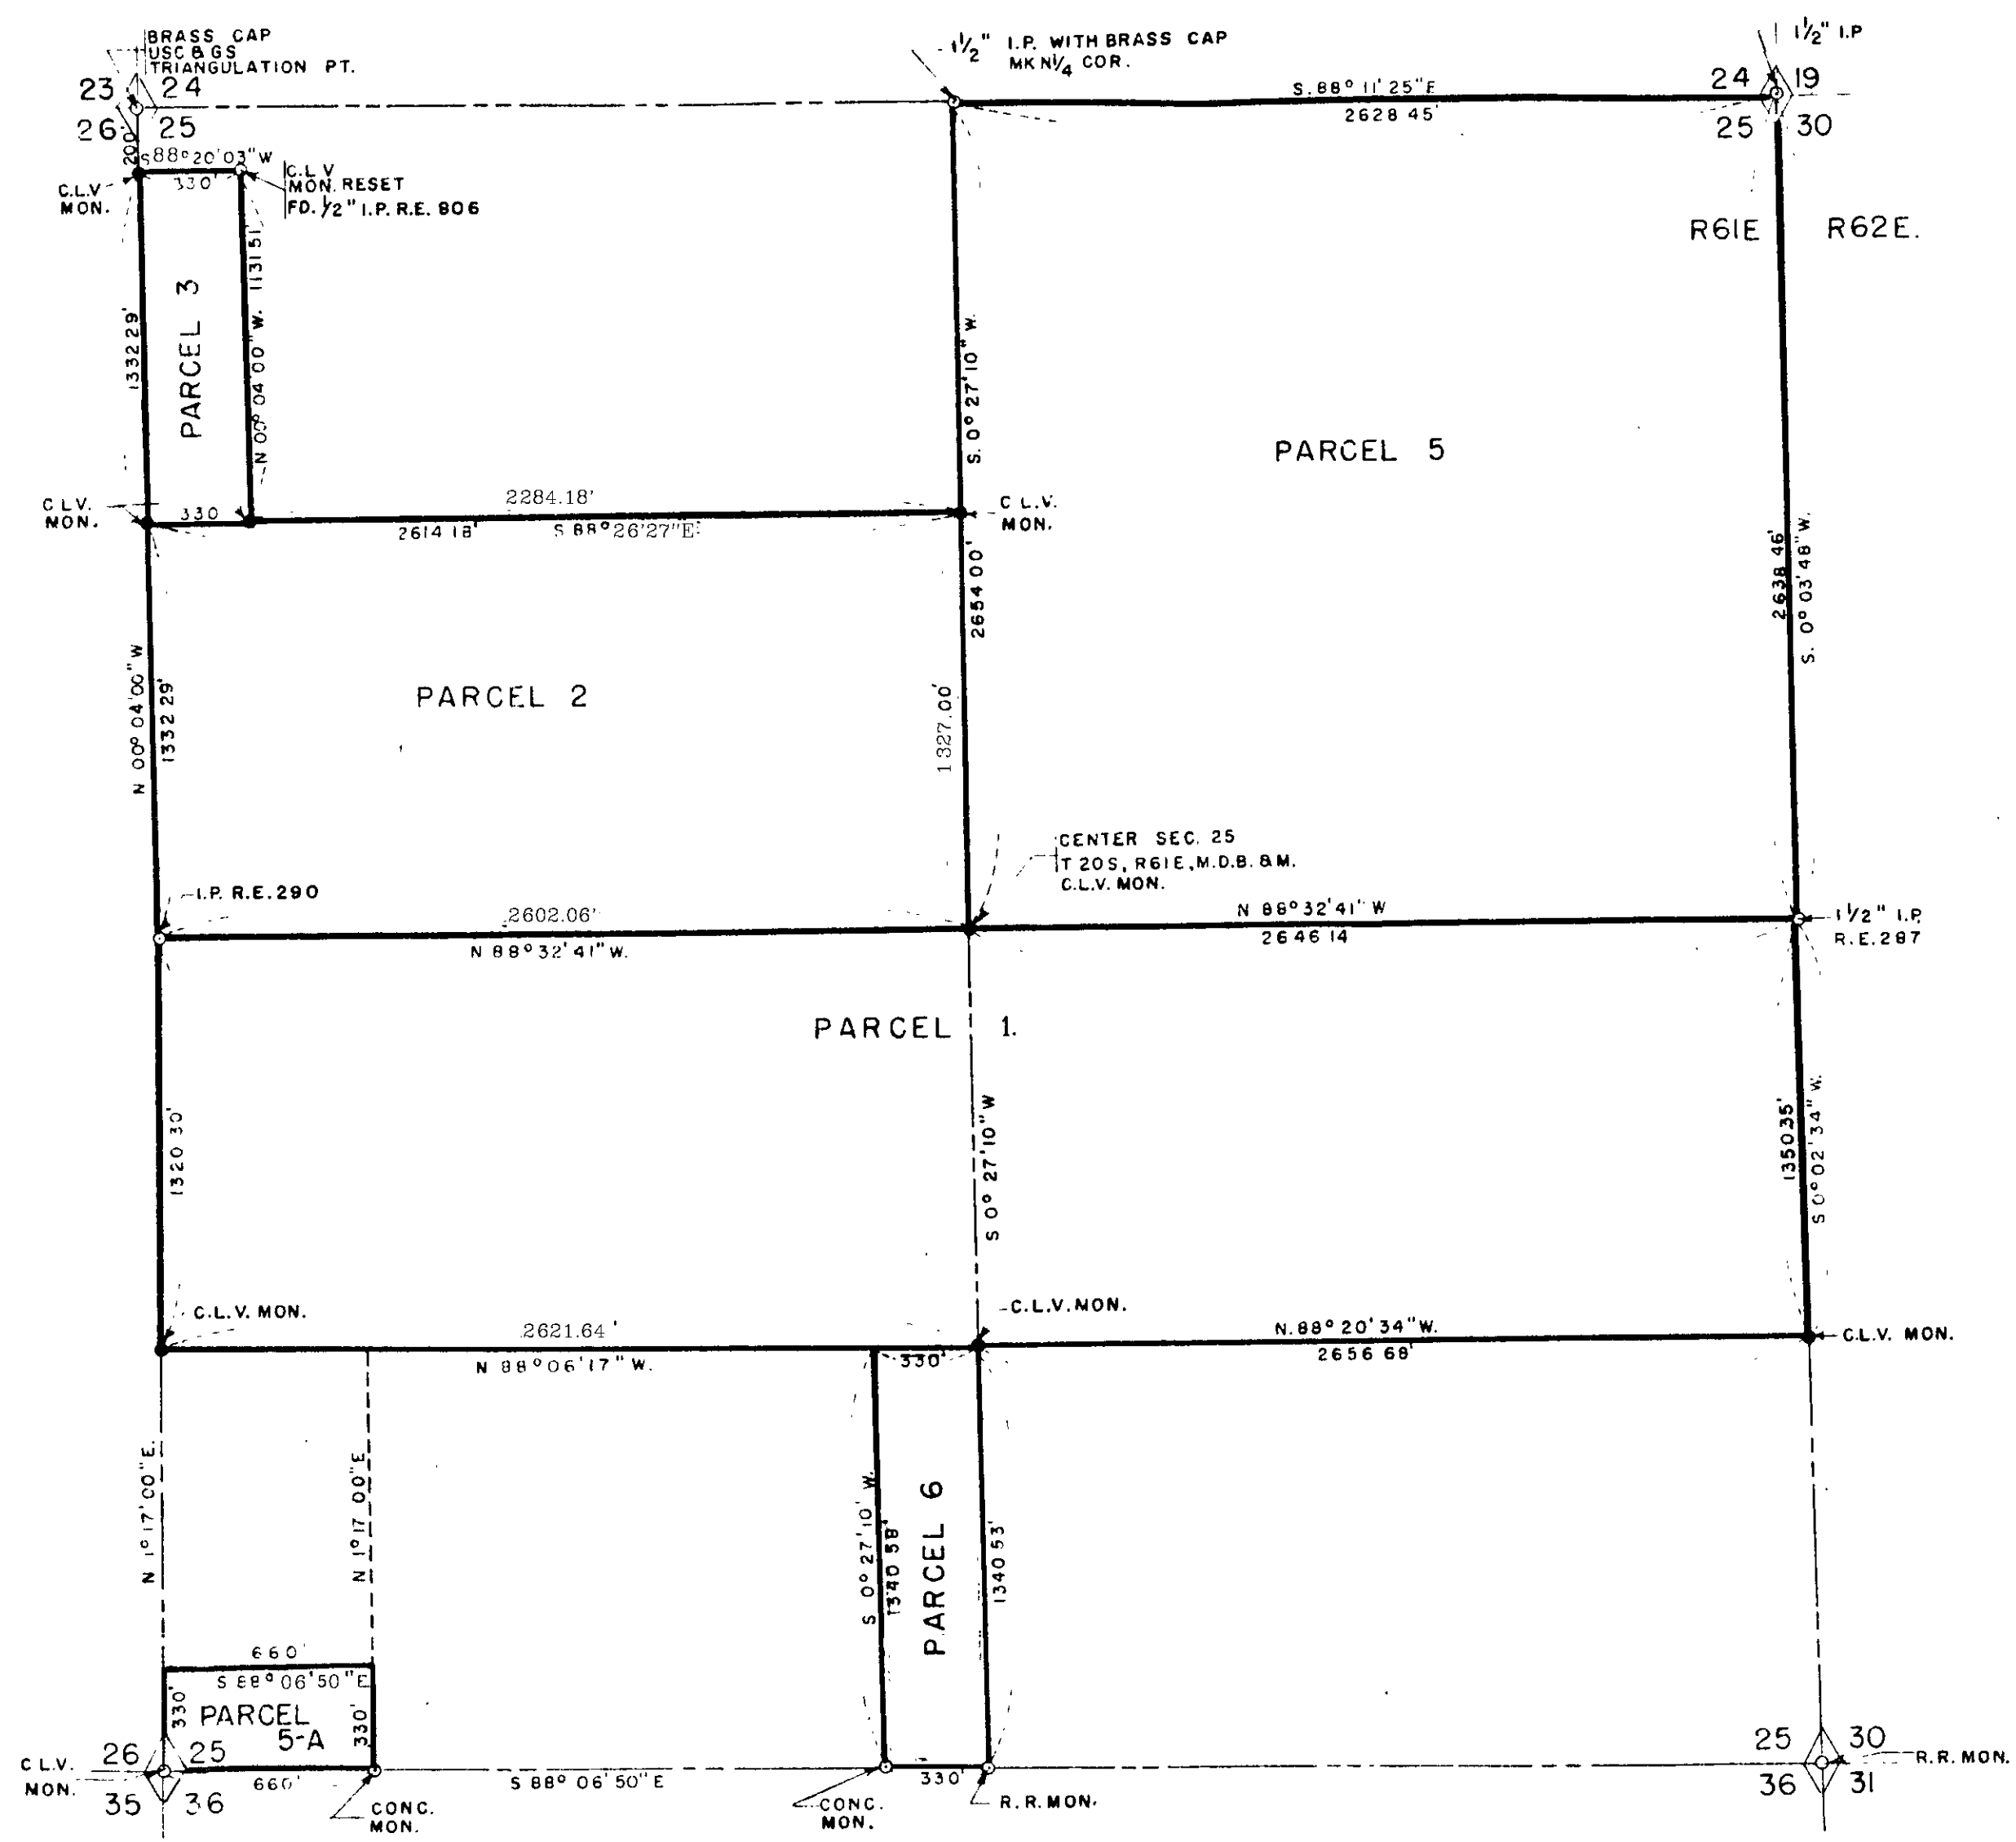 BRASS CAP
USC & GS
TRIANGULATION PT.
1½" I.P. WITH BRASS CAP
MK N¼ COR.
1½" I.P
23 24
26 25
24 19
25 30
S. 88° 11' 25" E
2628 45'
200'
S 88° 20' 03" W
330'
C.L.V
MON.
C.L.V
MON. RESET
FD. ½" I.P. R.E. 806
R61E
R62E.
1332 29'
PARCEL 3
N 00° 04' 00" W. 1131 51'
S. 0° 27' 10" W.
PARCEL 5
C L V.
MON.
330
2284.18'
2614 18'
S 88° 26' 27" E.
C L.V.
MON.
2654 00'
2638 46'
S. 0° 03' 48" W.
N 00° 04' 00" W
1332 29'
PARCEL 2
1327.00'
CENTER SEC. 25
T 20S, R61E, M.D.B. & M.
C.L.V. MON.
I.P. R.E. 290
2602.06'
N 88° 32' 41" W.
N 88° 32' 41" W
2646 14
1½" I.P.
R.E. 287
PARCEL 1.
1320 30'
S 0° 27' 10" W
1350 35'
S 0° 02' 34" W.
C.L.V. MON.
2621.64'
N 88° 06' 17" W.
330'
C.L.V. MON.
N. 88° 20' 34" W.
2656 68'
C.L.V. MON.
N 1° 17' 00" E.
N 1° 17 00" E
S 0° 27' 10' W.
1340 58'
PARCEL 6
1340 53'
660'
S 88° 06' 50" E
330'
PARCEL
5-A
330'
26 25
35 36
C L.V.
MON.
660'
CONC.
MON.
S 88° 06' 50" E
CONC.
MON.
330'
R. R. MON.
25 30
36 31
R.R. MON.